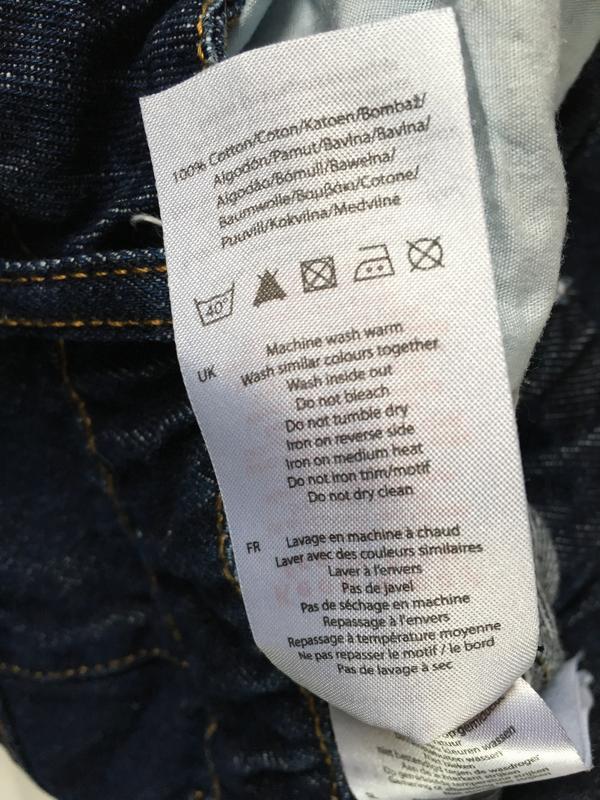 100% Cotton/Coton/Katoen/Bombaž/
Algodón/Pamut/Bavlna/Bavlna/
Algodão/Bomull/Bawełna/
Baumwolle/Βαμβάκι/Cotone/
Puuvill/Kokvilna/Medvilnė
40°
UK
Machine wash warm
Wash similar colours together
Wash inside out
Do not bleach
Do not tumble dry
Iron on reverse side
Iron on medium heat
Do not iron trim/motif
Do not dry clean
FR
Lavage en machine à chaud
Laver avec des couleurs similaires
Laver à l'envers
Pas de javel
Pas de séchage en machine
Repassage à l'envers
Repassage à température moyenne
Ne pas repasser le motif / le bord
Pas de lavage à sec
kleuren wassen
Niet